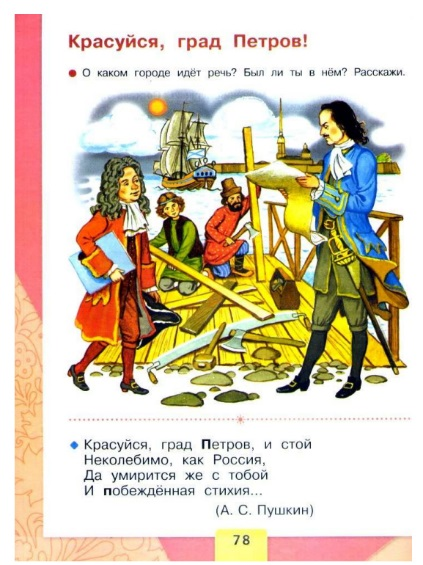 Красуйся, град Петров!
О каком городе идёт речь? Был ли ты в нём? Расскажи.
Красуйся, град Петров, и стой
Неколебимо, как Россия,
Да умирится же с тобой
И побеждённая стихия...
(А. С. Пушкин)
78